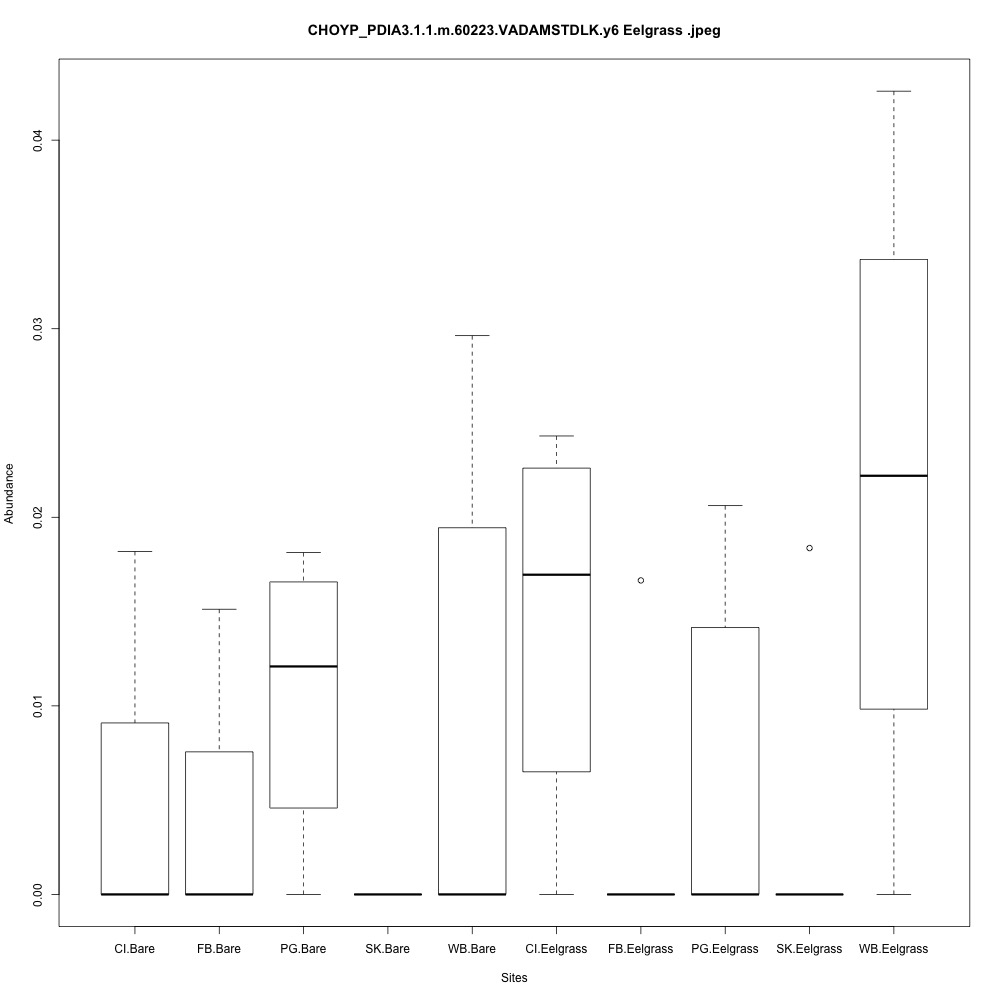 CHOYP_PDIA3.1.1.m.60223.VADAMSTDLK.y6 Eelgrass .jpeg
0.04
0.03
0.02
0.01
0.00
Abundance
CI.Bare FB.Bare PG.Bare SK.Bare WB.Bare CI.Eelgrass FB.Eelgrass PG.Eelgrass SK.Eelgrass WB.Eelgrass
Sites